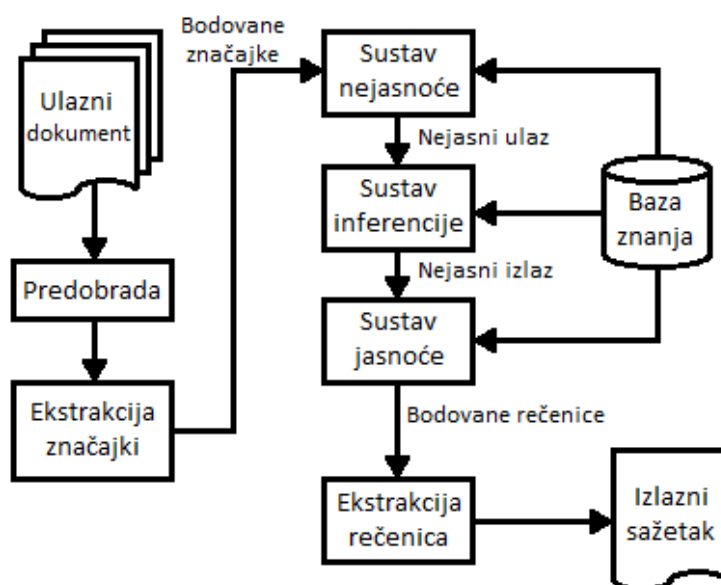 Ulazni
dokument
Predobrada
Ekstrakcija
značajki
Bodovane
značajke
Sustav
nejasnoće
Nejasni ulaz
Sustav
inferencije
Nejasni izlaz
Sustav
jasnoće
Baza
znanja
Bodovane rečenice
Ekstrakcija
rečenica
Izlazni
sažetak